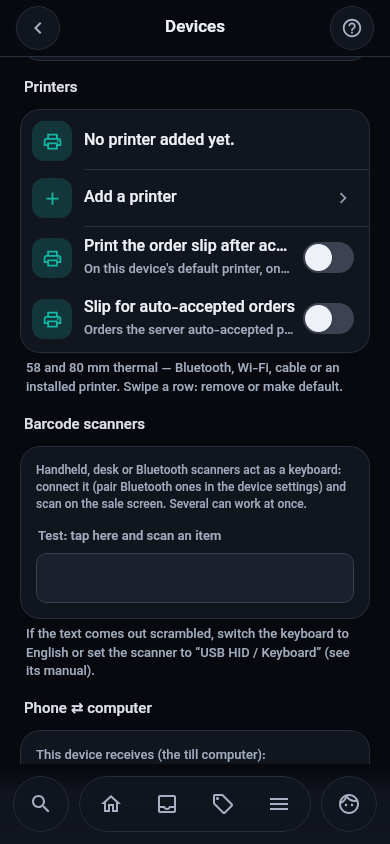 Devices
Printers
No printer added yet.
Add a printer
Print the order slip after ac…
On this device's default printer, on…
Slip for auto-accepted orders
Orders the server auto-accepted p…
58 and 80 mm thermal — Bluetooth, Wi-Fi, cable or an
installed printer. Swipe a row: remove or make default.
Barcode scanners
Handheld, desk or Bluetooth scanners act as a keyboard:
connect it (pair Bluetooth ones in the device settings) and
scan on the sale screen. Several can work at once.
Test: tap here and scan an item
If the text comes out scrambled, switch the keyboard to
English or set the scanner to “USB HID / Keyboard” (see
its manual).
Phone ⇄ computer
This device receives (the till computer):